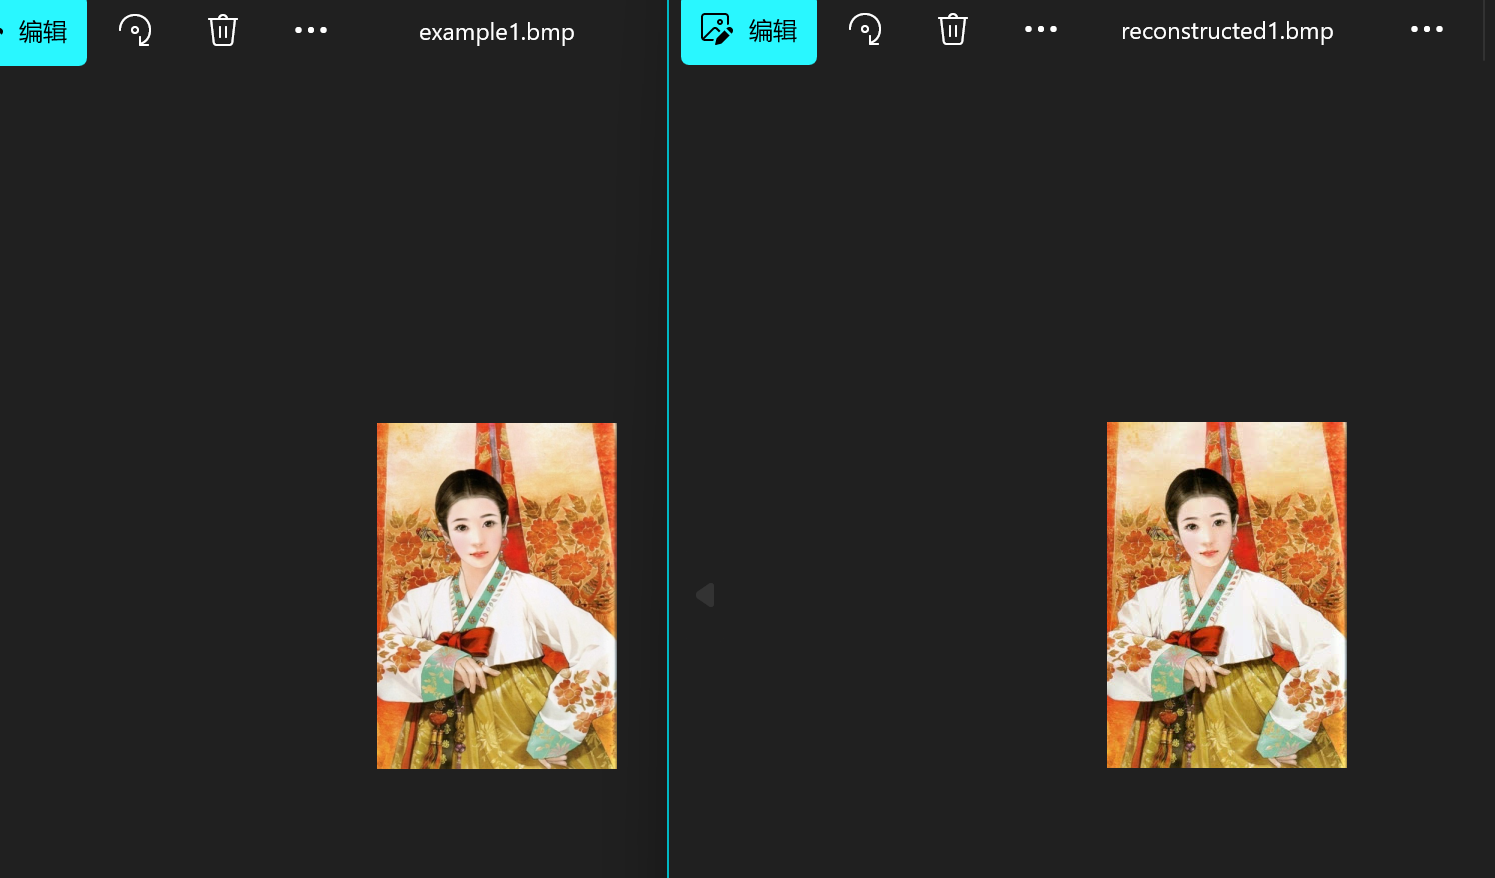 编辑
example1.bmp
编辑
reconstructed1.bmp